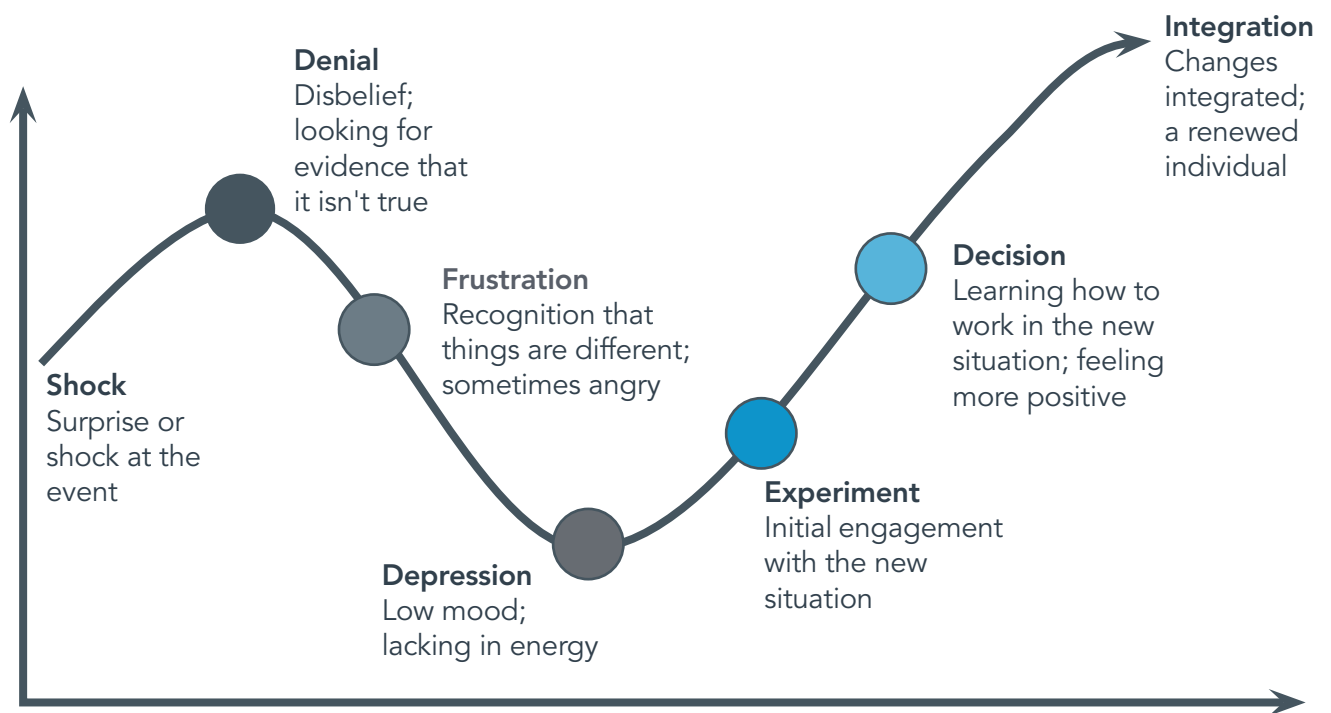 Shock
Surprise or
shock at the
event
Denial
Disbelief;
looking for
evidence that
it isn't true
Frustration
Recognition that
things are different;
sometimes angry
Depression
Low mood;
lacking in energy
Experiment
Initial engagement
with the new
situation
Decision
Learning how to
work in the new
situation; feeling
more positive
Integration
Changes
integrated;
a renewed
individual